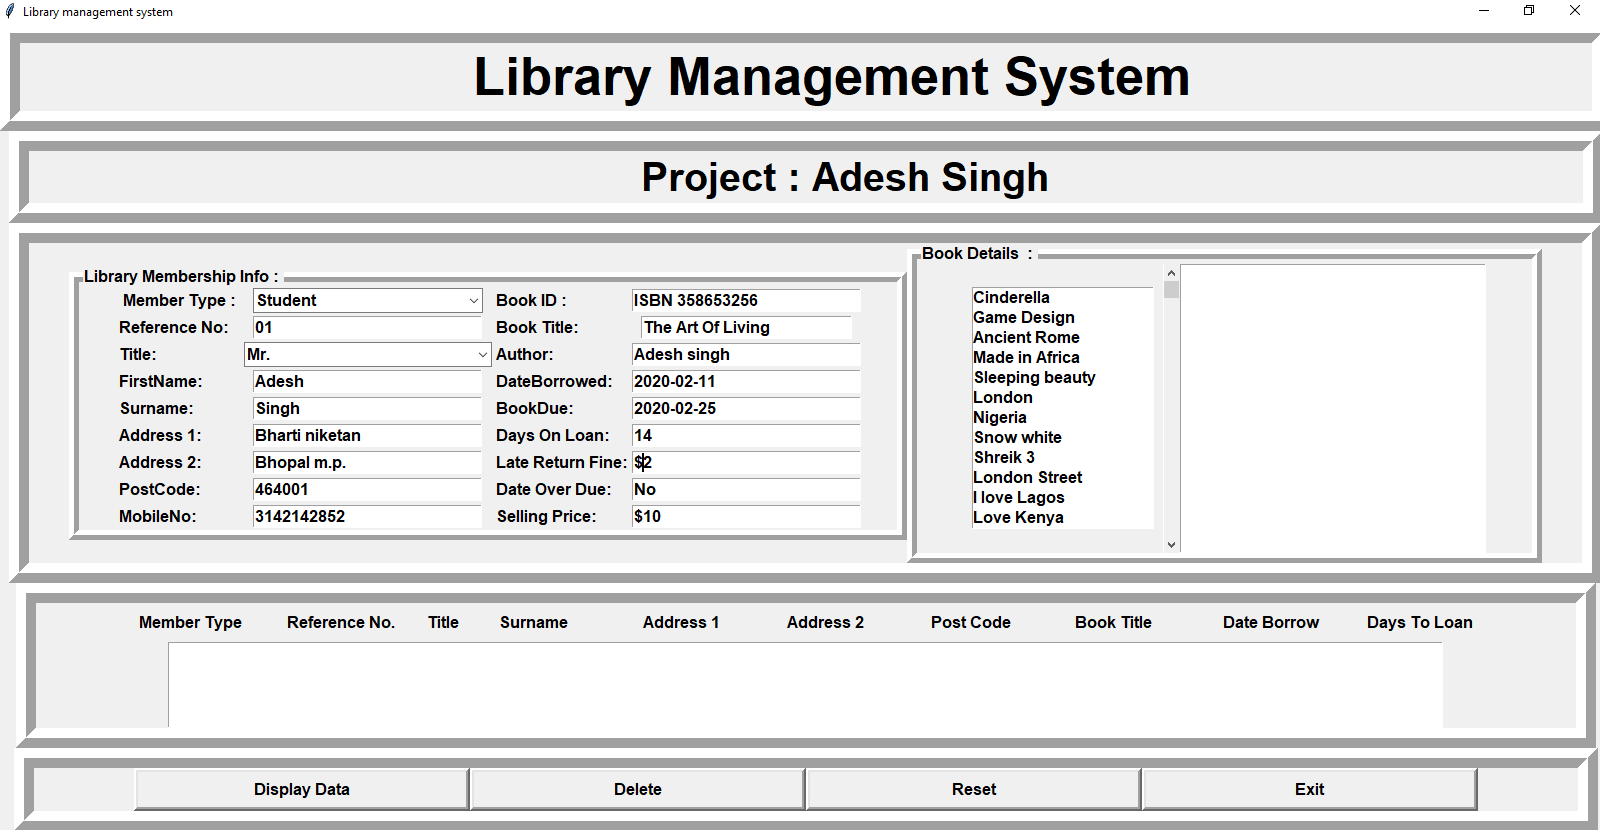 Library management system
Library Management System
Project : Adesh Singh
Library Membership Info :
Member Type : Student Book ID : ISBN 358653256
Reference No: 01 Book Title: The Art Of Living
Title: Mr. Author: Adesh singh
FirstName: Adesh DateBorrowed: 2020-02-11
Surname: Singh BookDue: 2020-02-25
Address 1: Bharti niketan Days On Loan: 14
Address 2: Bhopal m.p. Late Return Fine: $2
PostCode: 464001 Date Over Due: No
MobileNo: 3142142852 Selling Price: $10
Book Details :
Cinderella
Game Design
Ancient Rome
Made in Africa
Sleeping beauty
London
Nigeria
Snow white
Shreik 3
London Street
I love Lagos
Love Kenya
Member Type Reference No. Title Surname Address 1 Address 2 Post Code Book Title Date Borrow Days To Loan
Display Data Delete Reset Exit